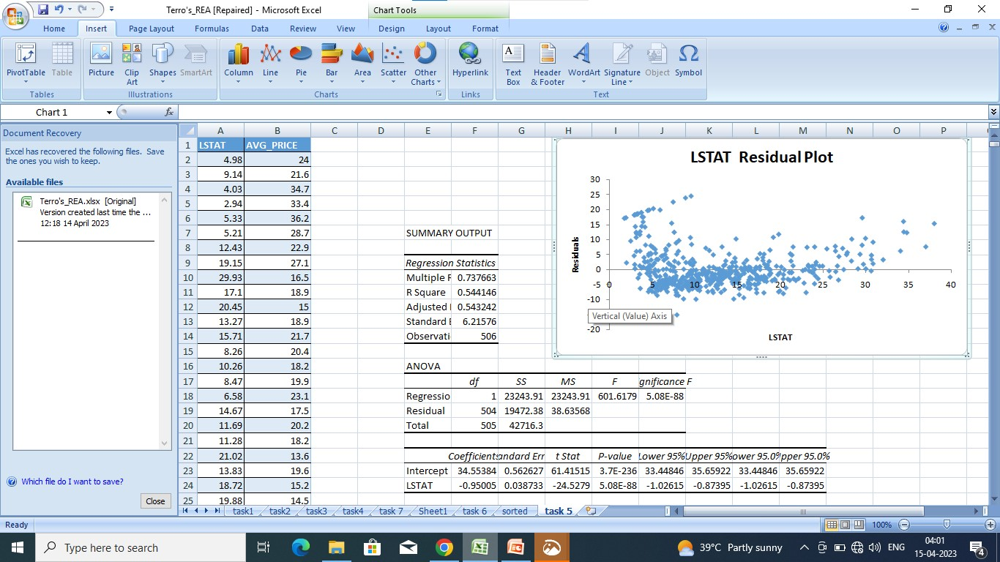 Terro's_REA [Repaired] - Microsoft Excel
Chart Tools
Home Insert Page Layout Formulas Data Review View Design Layout Format
PivotTable Table Picture Clip Art Shapes SmartArt Column Line Pie Bar Area Scatter Other Charts Hyperlink Text Box Header & Footer WordArt Signature Line Object Symbol
Tables Illustrations Charts Links Text
Chart 1 fx
Document Recovery
Excel has recovered the following files. Save
the ones you wish to keep.
Available files
Terro's_REA.xlsx [Original]
Version created last time the ...
12:18 14 April 2023
Which file do I want to save?
Close
A B C D E F G H I J K L M N O P
1 LSTAT AVG_PRICE
2 4.98 24
3 9.14 21.6
4 4.03 34.7
5 2.94 33.4
6 5.33 36.2
7 5.21 28.7 SUMMARY OUTPUT
8 12.43 22.9
9 19.15 27.1 Regression Statistics
10 29.93 16.5 Multiple F 0.737663
11 17.1 18.9 R Square 0.544146
12 20.45 15 Adjusted 0.543242
13 13.27 18.9 Standard E 6.21576
14 15.71 21.7 Observati 506
15 8.26 20.4
16 10.26 18.2 ANOVA
17 8.47 19.9 df SS MS F gnificance F
18 6.58 23.1 Regressio 1 23243.91 23243.91 601.6179 5.08E-88
19 14.67 17.5 Residual 504 19472.38 38.63568
20 11.69 20.2 Total 505 42716.3
21 11.28 18.2
22 21.02 13.6 Coefficients andard Err t Stat P-value Lower 95% Upper 95% ower 95.0% pper 95.0%
23 13.83 19.6 Intercept 34.55384 0.562627 61.41515 3.7E-236 33.44846 35.65922 33.44846 35.65922
24 18.72 15.2 LSTAT -0.95005 0.038733 -24.5279 5.08E-88 -1.02615 -0.87395 -1.02615 -0.87395
25 19.88 14.5
LSTAT Residual Plot
30
25
20
15
10
5
0
-5 0 5 10 15 20 25 30 35 40
-10
-20
Residuals
Vertical (Value) Axis
LSTAT
task1 task2 task3 task4 task 7 Sheet1 task 6 sorted task 5
Ready 100%
Type here to search
39°C Partly sunny
ENG
04:01
15-04-2023
4